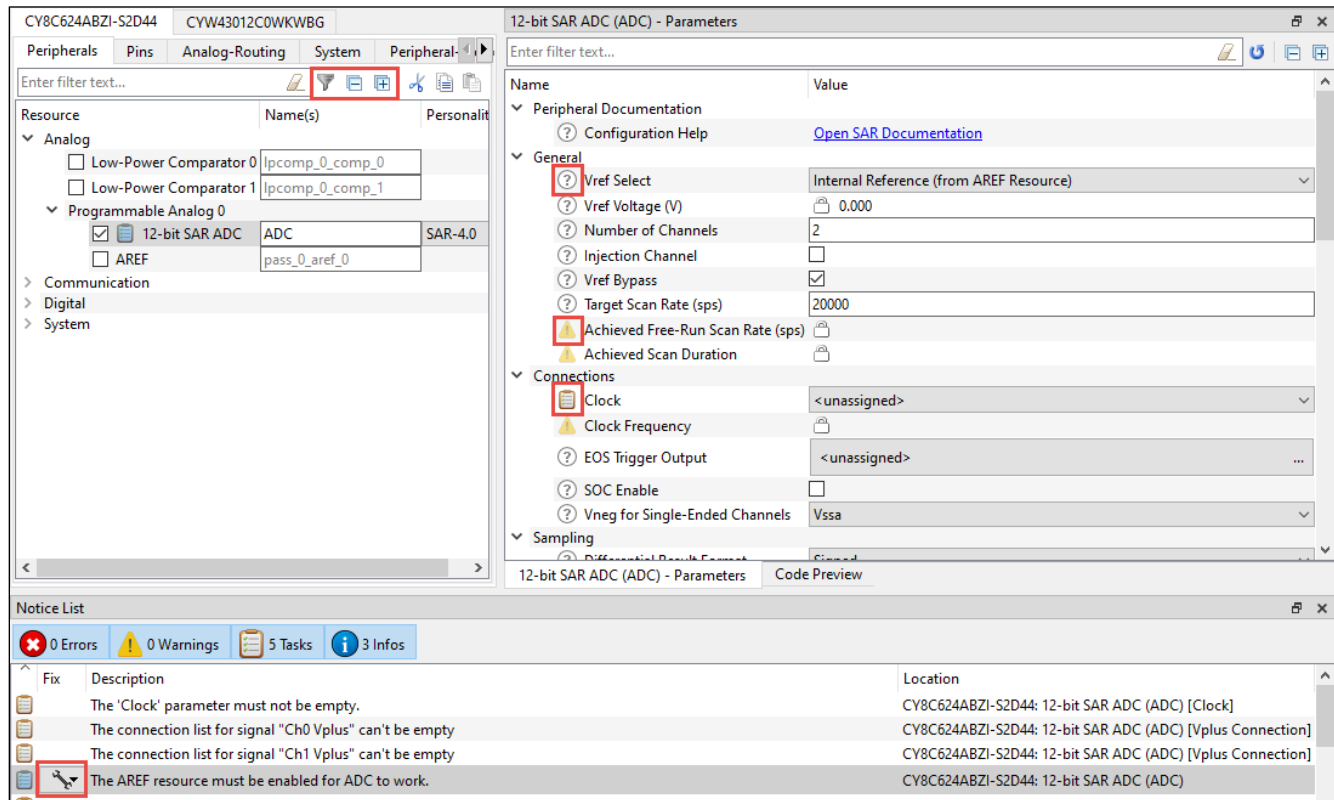 CY8C624ABZI-S2D44 CYW43012C0WKWBG
Peripherals Pins Analog-Routing System Peripheral-
Enter filter text...
Resource Name(s) Personalit
Analog
Low-Power Comparator 0 lpcomp_0_comp_0
Low-Power Comparator 1 lpcomp_0_comp_1
Programmable Analog 0
12-bit SAR ADC ADC SAR-4.0
AREF pass_0_aref_0
Communication
Digital
System
12-bit SAR ADC (ADC) - Parameters
Enter filter text...
Name Value
Peripheral Documentation
Configuration Help Open SAR Documentation
General
Vref Select Internal Reference (from AREF Resource)
Vref Voltage (V) 0.000
Number of Channels 2
Injection Channel
Vref Bypass
Target Scan Rate (sps) 20000
Achieved Free-Run Scan Rate (sps)
Achieved Scan Duration
Connections
Clock <unassigned>
Clock Frequency
EOS Trigger Output <unassigned> ...
SOC Enable
Vneg for Single-Ended Channels Vssa
Sampling
Differential Result Format Signed
12-bit SAR ADC (ADC) - Parameters Code Preview
Notice List
0 Errors 0 Warnings 5 Tasks 3 Infos
Fix Description Location
The 'Clock' parameter must not be empty. CY8C624ABZI-S2D44: 12-bit SAR ADC (ADC) [Clock]
The connection list for signal "Ch0 Vplus" can't be empty CY8C624ABZI-S2D44: 12-bit SAR ADC (ADC) [Vplus Connection]
The connection list for signal "Ch1 Vplus" can't be empty CY8C624ABZI-S2D44: 12-bit SAR ADC (ADC) [Vplus Connection]
The AREF resource must be enabled for ADC to work. CY8C624ABZI-S2D44: 12-bit SAR ADC (ADC)